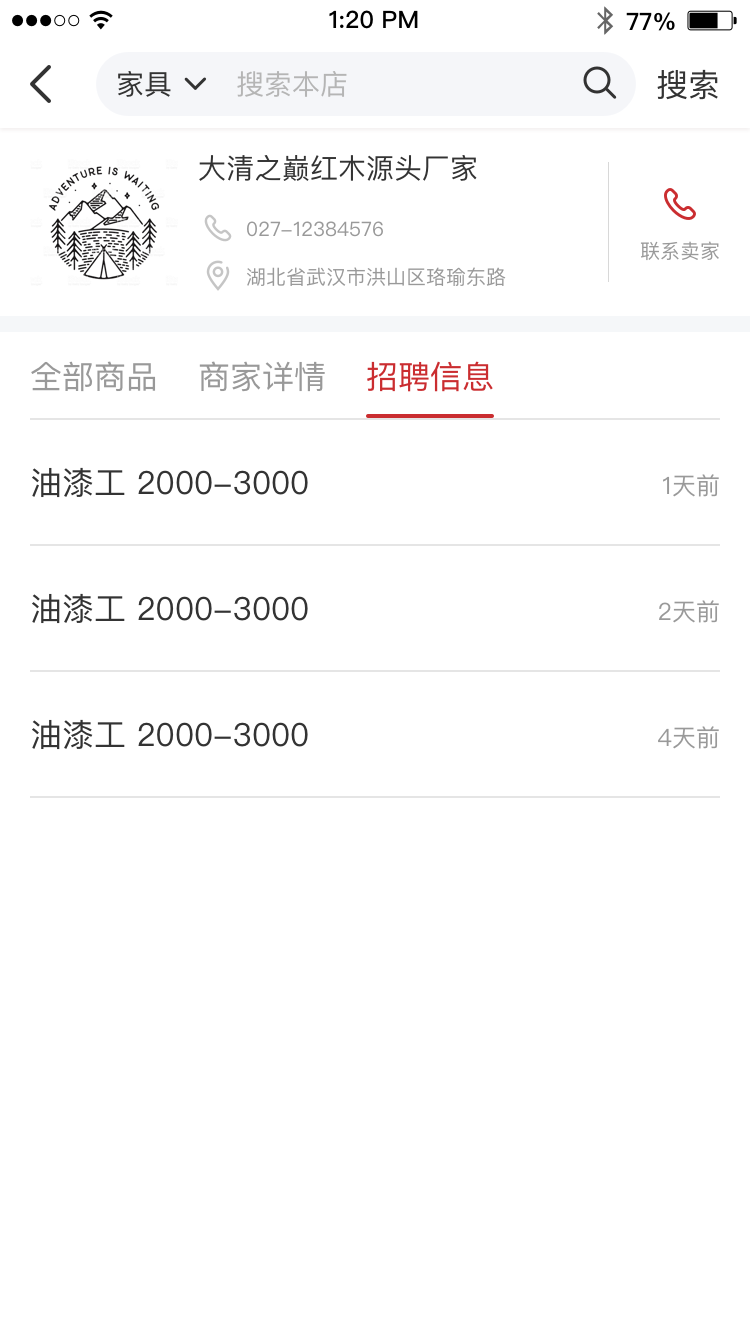 1:20 PM
77%
家具
搜索本店
搜索
ADVENTURE IS WAITING
大清之巅红木源头厂家
027-12384576
湖北省武汉市洪山区珞瑜东路
联系卖家
全部商品
商家详情
招聘信息
油漆工 2000-3000
1天前
油漆工 2000-3000
2天前
油漆工 2000-3000
4天前